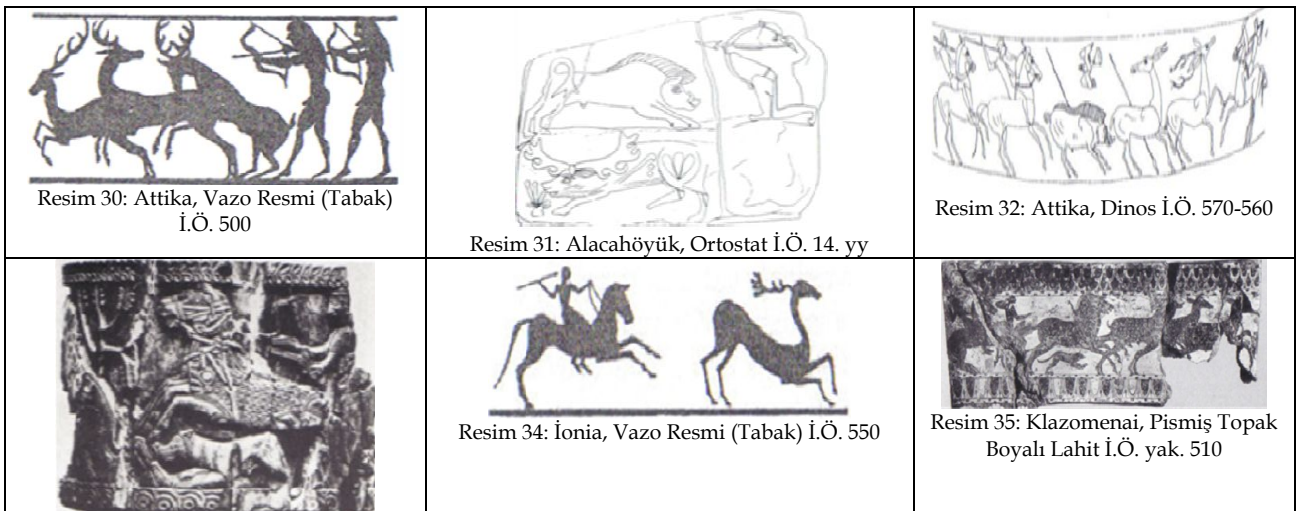 Resim 30: Attika, Vazo Resmi (Tabak)
İ.Ö. 500
Resim 31: Alacahöyük, Ortostat İ.Ö. 14. yy
Resim 32: Attika, Dinos İ.Ö. 570-560
Resim 34: İonia, Vazo Resmi (Tabak) İ.Ö. 550
Resim 35: Klazomenai, Pismiş Topak
Boyalı Lahit İ.Ö. yak. 510